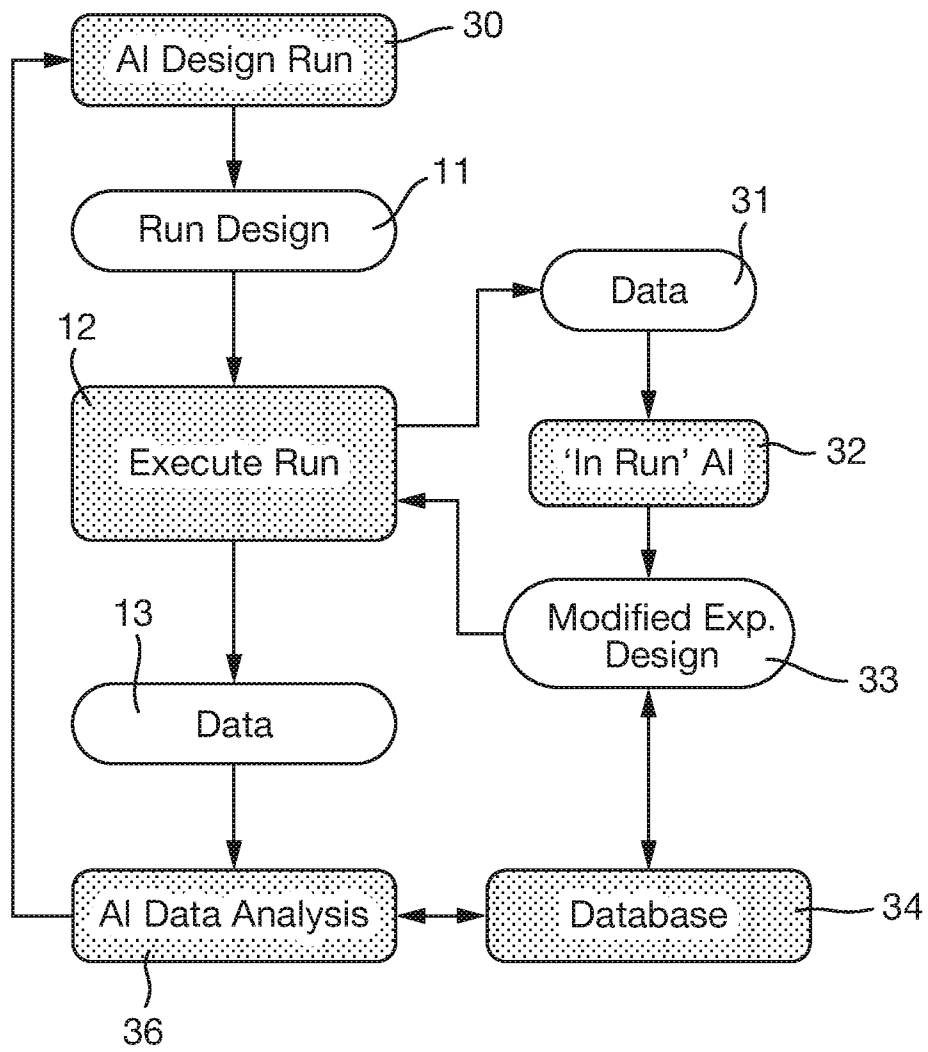 30
AI Design Run
11
Run Design
31
Data
12
Execute Run
'In Run' AI
32
13
Modified Exp.
Design
33
Data
AI Data Analysis
Database
34
36